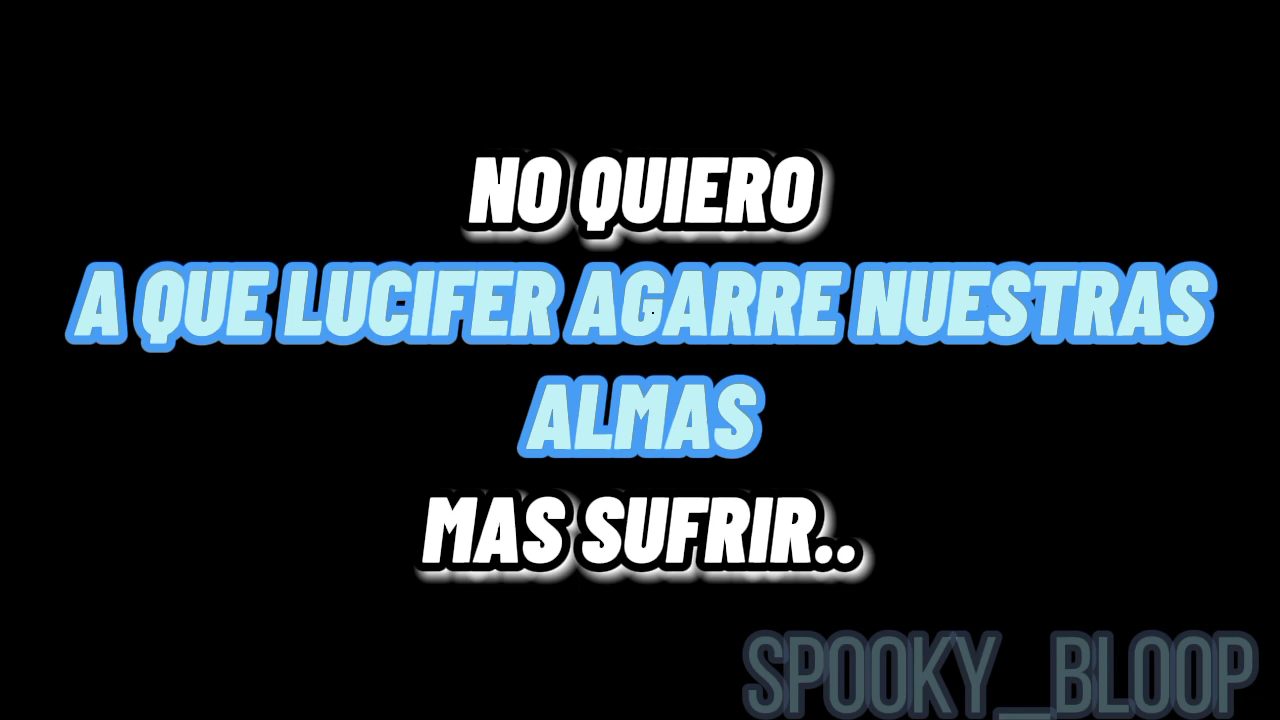 NO QUIERO
A QUE LUCIFER AGARRE NUESTRAS
ALMAS
MAS SUFRIR..
SPOOKY_BLOOP